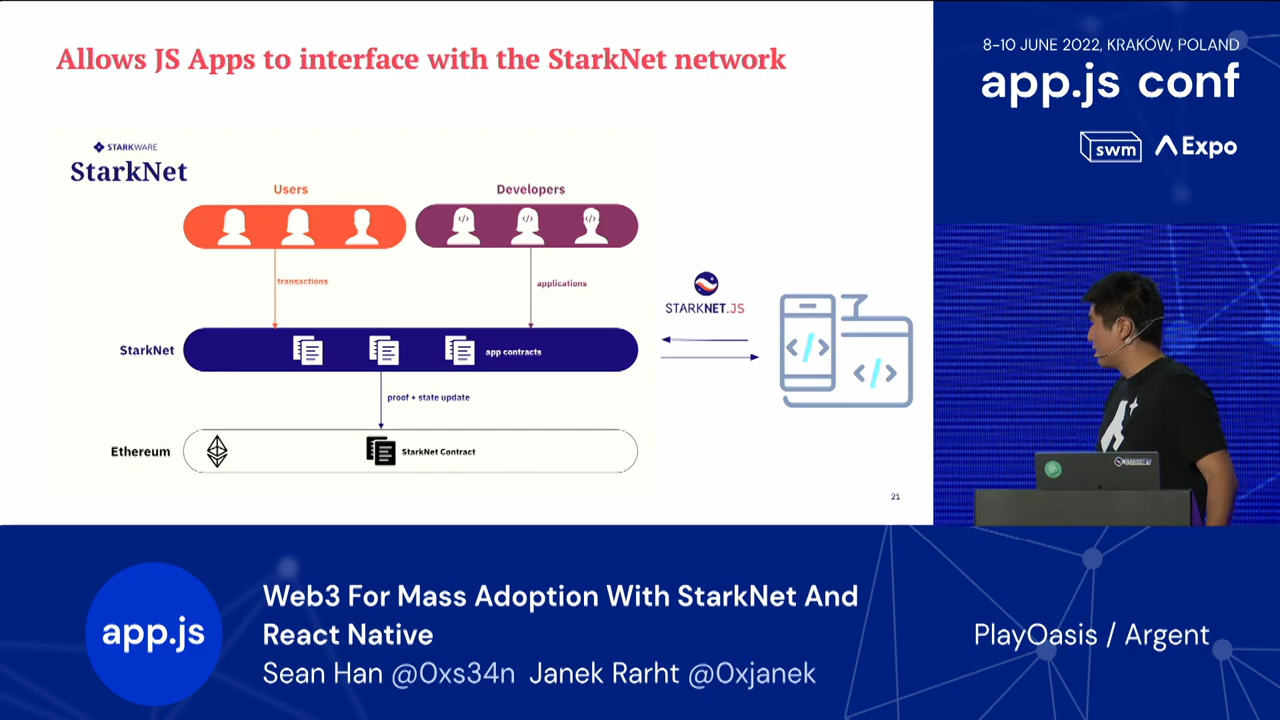 Allows JS Apps to interface with the StarkNet network
STARKWARE
StarkNet
Users
Developers
</>
</>
</>
transactions
applications
StarkNet
app contracts
proof + state update
Ethereum
StarkNet Contract
STARKNET.JS
</>
</>
21
8-10 JUNE 2022, KRAKÓW, POLAND
app.js conf
swm
Expo
STARKNET
app.js
Web3 For Mass Adoption With StarkNet And
React Native
Sean Han @0xs34n Janek Rarht @0xjanek
PlayOasis / Argent